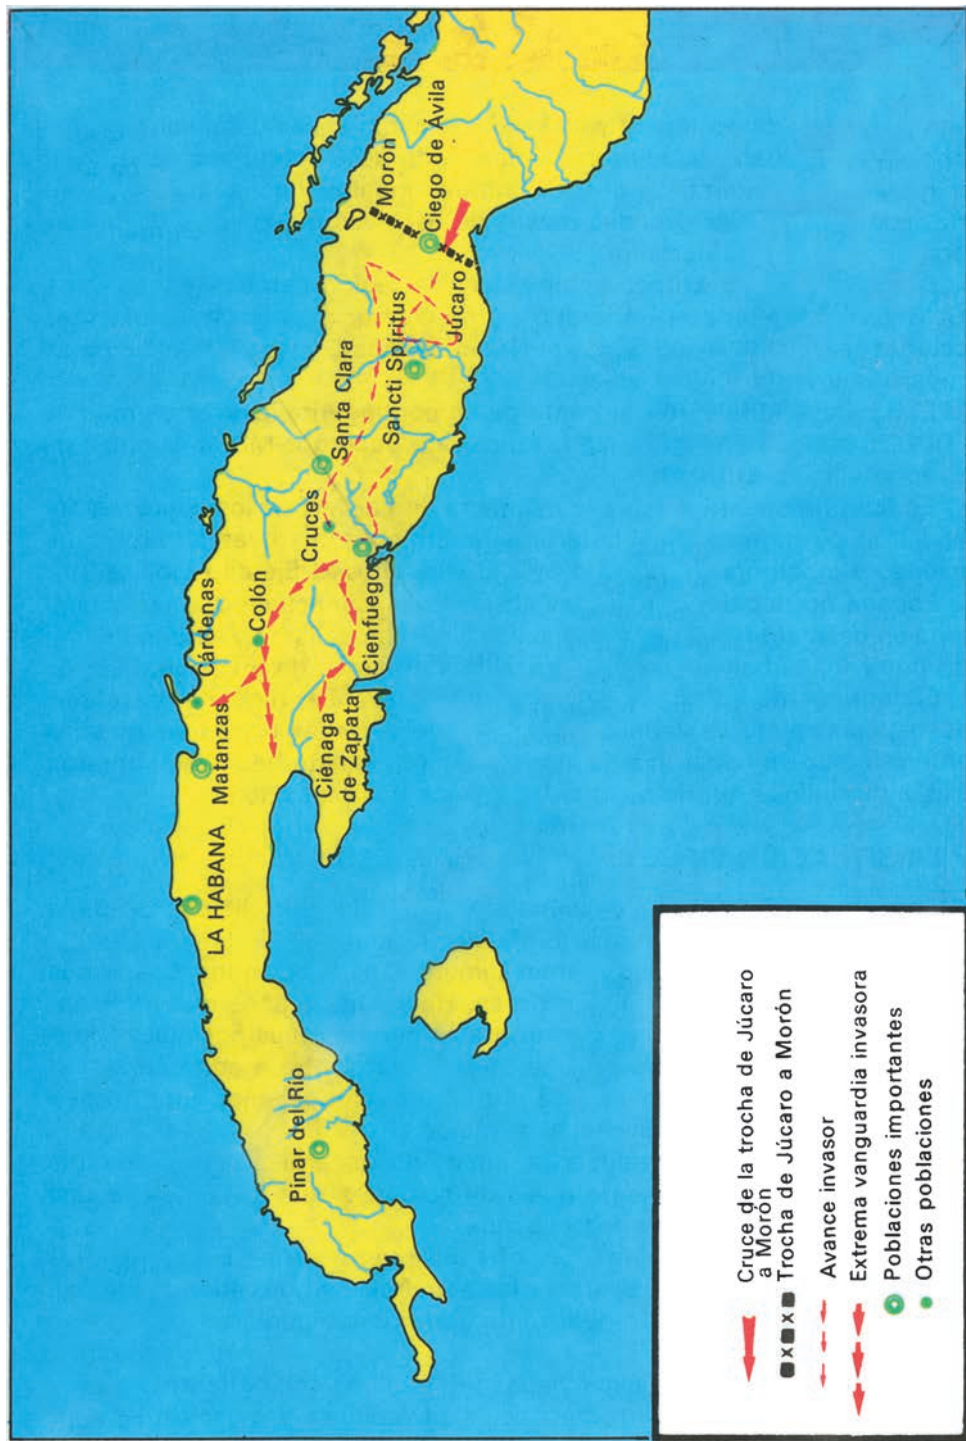 Pinar del Río
LA HABANA
Matanzas
Cárdenas
Colón
Ciénaga
de Zapata
Cienfuegos
Cruces
Santa Clara
Sancti Spíritus
Júcaro
Morón
Ciego de Ávila
Cruce de la trocha de Júcaro
a Morón
Trocha de Júcaro a Morón
Avance invasor
Extrema vanguardia invasora
Poblaciones importantes
Otras poblaciones